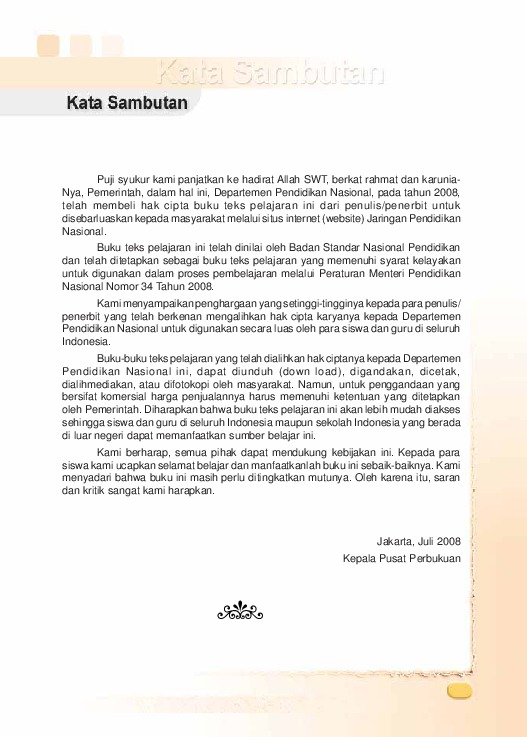 Kata Sambutan
Kata Sambutan
Puji syukur kami panjatkan ke hadirat Allah SWT, berkat rahmat dan karunia-
Nya, Pemerintah, dalam hal ini, Departemen Pendidikan Nasional, pada tahun 2008,
telah membeli hak cipta buku teks pelajaran ini dari penulis/penerbit untuk
disebarluaskan kepada masyarakat melalui situs internet (website) Jaringan Pendidikan
Nasional.
Buku teks pelajaran ini telah dinilai oleh Badan Standar Nasional Pendidikan
dan telah ditetapkan sebagai buku teks pelajaran yang memenuhi syarat kelayakan
untuk digunakan dalam proses pembelajaran melalui Peraturan Menteri Pendidikan
Nasional Nomor 34 Tahun 2008.
Kami menyampaikan penghargaan yang setinggi-tingginya kepada para penulis/
penerbit yang telah berkenan mengalihkan hak cipta karyanya kepada Departemen
Pendidikan Nasional untuk digunakan secara luas oleh para siswa dan guru di seluruh
Indonesia.
Buku-buku teks pelajaran yang telah dialihkan hak ciptanya kepada Departemen
Pendidikan Nasional ini, dapat diunduh (down load), digandakan, dicetak,
dialihmediakan, atau difotokopi oleh masyarakat. Namun, untuk penggandaan yang
bersifat komersial harga penjualannya harus memenuhi ketentuan yang ditetapkan
oleh Pemerintah. Diharapkan bahwa buku teks pelajaran ini akan lebih mudah diakses
sehingga siswa dan guru di seluruh Indonesia maupun sekolah Indonesia yang berada
di luar negeri dapat memanfaatkan sumber belajar ini.
Kami berharap, semua pihak dapat mendukung kebijakan ini. Kepada para
siswa kami ucapkan selamat belajar dan manfaatkanlah buku ini sebaik-baiknya. Kami
menyadari bahwa buku ini masih perlu ditingkatkan mutunya. Oleh karena itu, saran
dan kritik sangat kami harapkan.
Jakarta, Juli 2008
Kepala Pusat Perbukuan